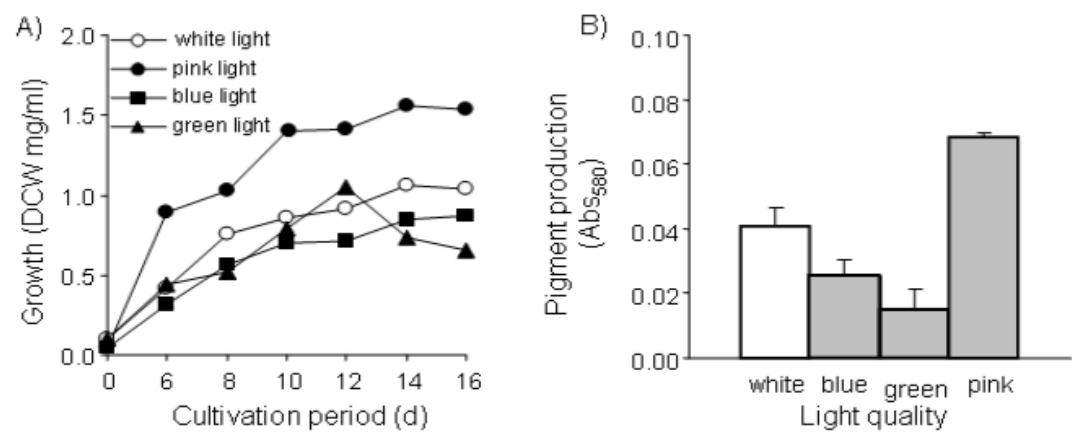 A)
Growth (DCW mg/ml)
2.0
1.5
1.0
0.5
0.0
white light
pink light
blue light
green light
0 6 8 10 12 14 16
Cultivation period (d)
B)
Pigment production
(Abs580)
0.10
0.08
0.06
0.04
0.02
0.00
white blue green pink
Light quality